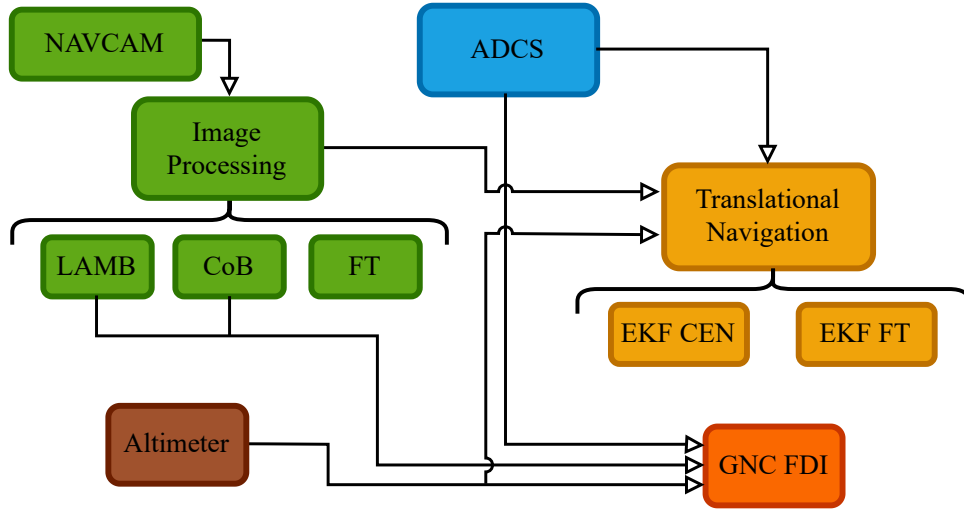 NAVCAM
ADCS
Image
Processing
Translational
Navigation
LAMB
CoB
FT
EKF CEN
EKF FT
Altimeter
GNC FDI